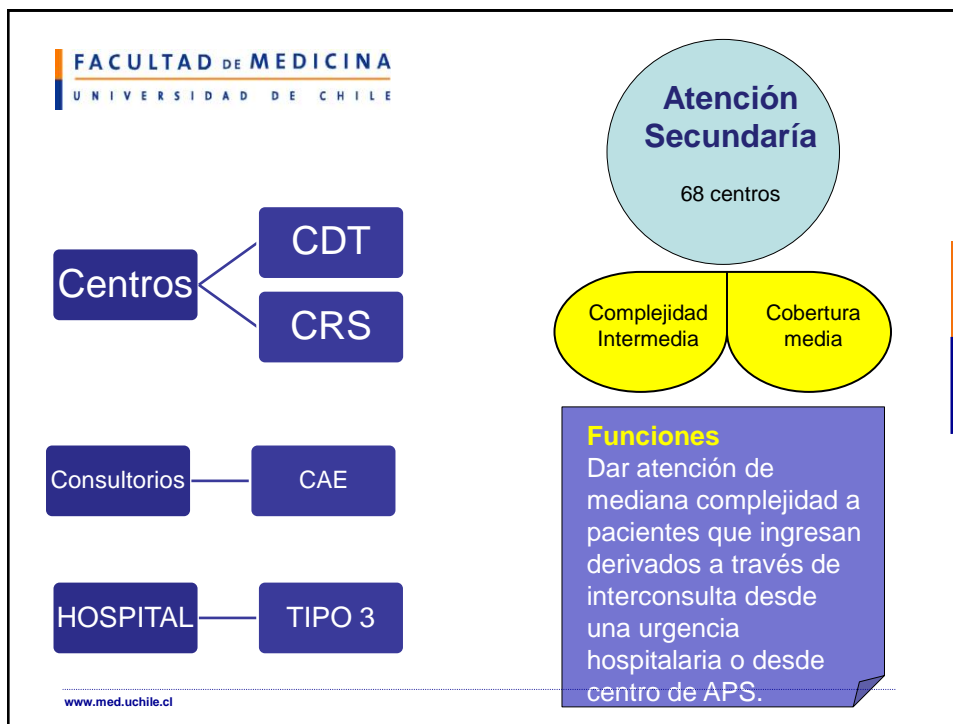 FACULTAD DE MEDICINA
UNIVERSIDAD DE CHILE
Atención
Secundaría
68 centros
Centros
CDT
CRS
Complejidad
Intermedia
Cobertura
media
Consultorios
CAE
HOSPITAL
TIPO 3
Funciones
Dar atención de
mediana complejidad a
pacientes que ingresan
derivados a través de
interconsulta desde
una urgencia
hospitalaria o desde
centro de APS.
www.med.uchile.cl